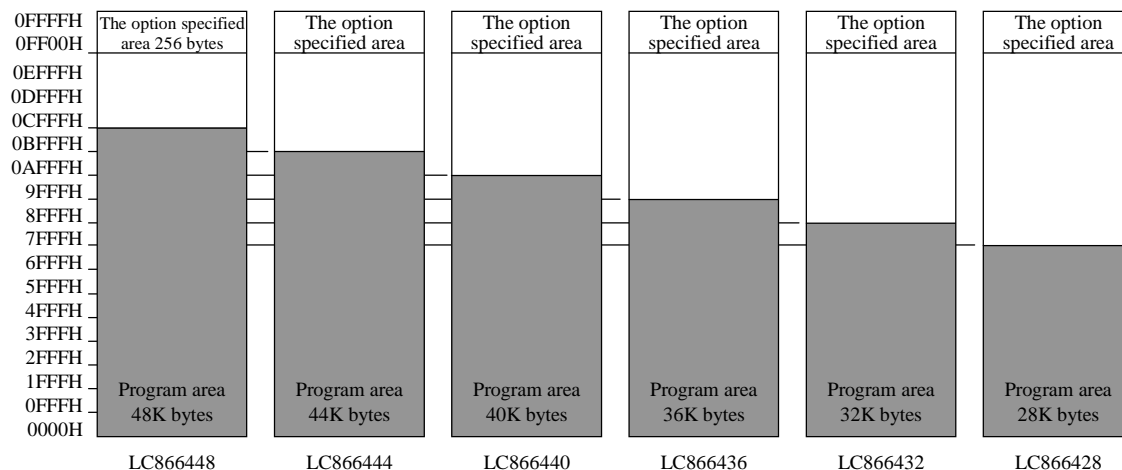 0FFFFH
0FF00H
0EFFFH
0DFFFH
0CFFFH
0BFFFH
0AFFFH
9FFFH
8FFFH
7FFFH
6FFFH
5FFFH
4FFFH
3FFFH
2FFFH
1FFFH
0FFFH
0000H
The option specified
area 256 bytes
Program area
48K bytes
LC866448
The option
specified area
Program area
44K bytes
LC866444
The option
specified area
Program area
40K bytes
LC866440
The option
specified area
Program area
36K bytes
LC866436
The option
specified area
Program area
32K bytes
LC866432
The option
specified area
Program area
28K bytes
LC866428